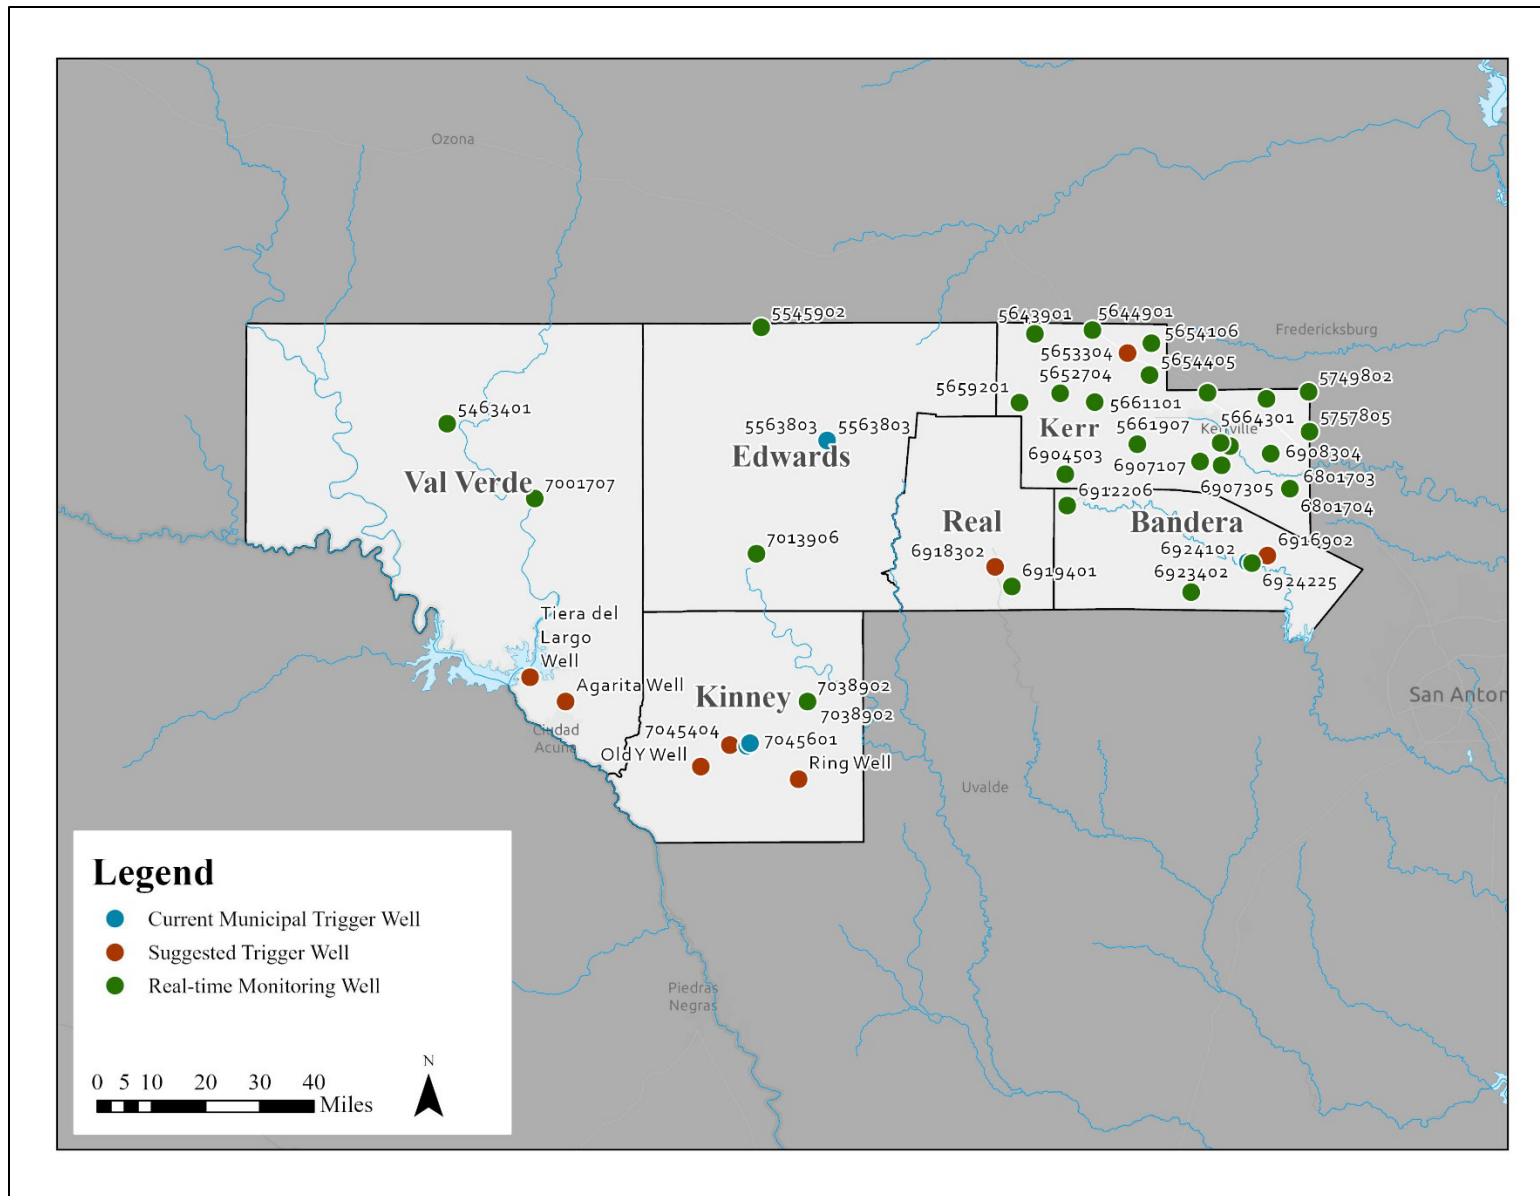 Ozona
5545902
5643901
5644901
5654106
Fredericksburg
5653304
5654405
5652704
5659201
5749802
5661101
5463401
5563803
5563803
5664301
5757805
Kerr
5661907
Kerrville
Edwards
6904503
6907107
6908304
Val Verde
7001707
6907305
6801703
6912206
6801704
Real
Bandera
7013906
6918302
6924102
6916902
6919401
6923402
6924225
Tiera del
Largo
Well
Agarita Well
Kinney
7038902
San Anton
7038902
Ciudad
Acuña
7045404
7045601
Old Y Well
Ring Well
Uvalde
Legend
Current Municipal Trigger Well
Suggested Trigger Well
Real-time Monitoring Well
Piedras
Negras
N
0 5 10 20 30 40
Miles